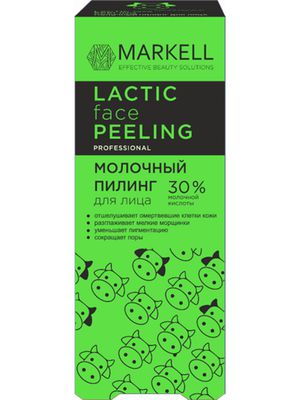 MARKELL
EFFECTIVE BEAUTY SOLUTIONS
LACTIC
face
PEELING
PROFESSIONAL
МОЛОЧНЫЙ
ПИЛИНГ
для лица
30%
молочной
кислоты
• отшелушивает омертвевшие клетки кожи
• разглаживает мелкие морщинки
• уменьшает пигментацию
• сокращает поры